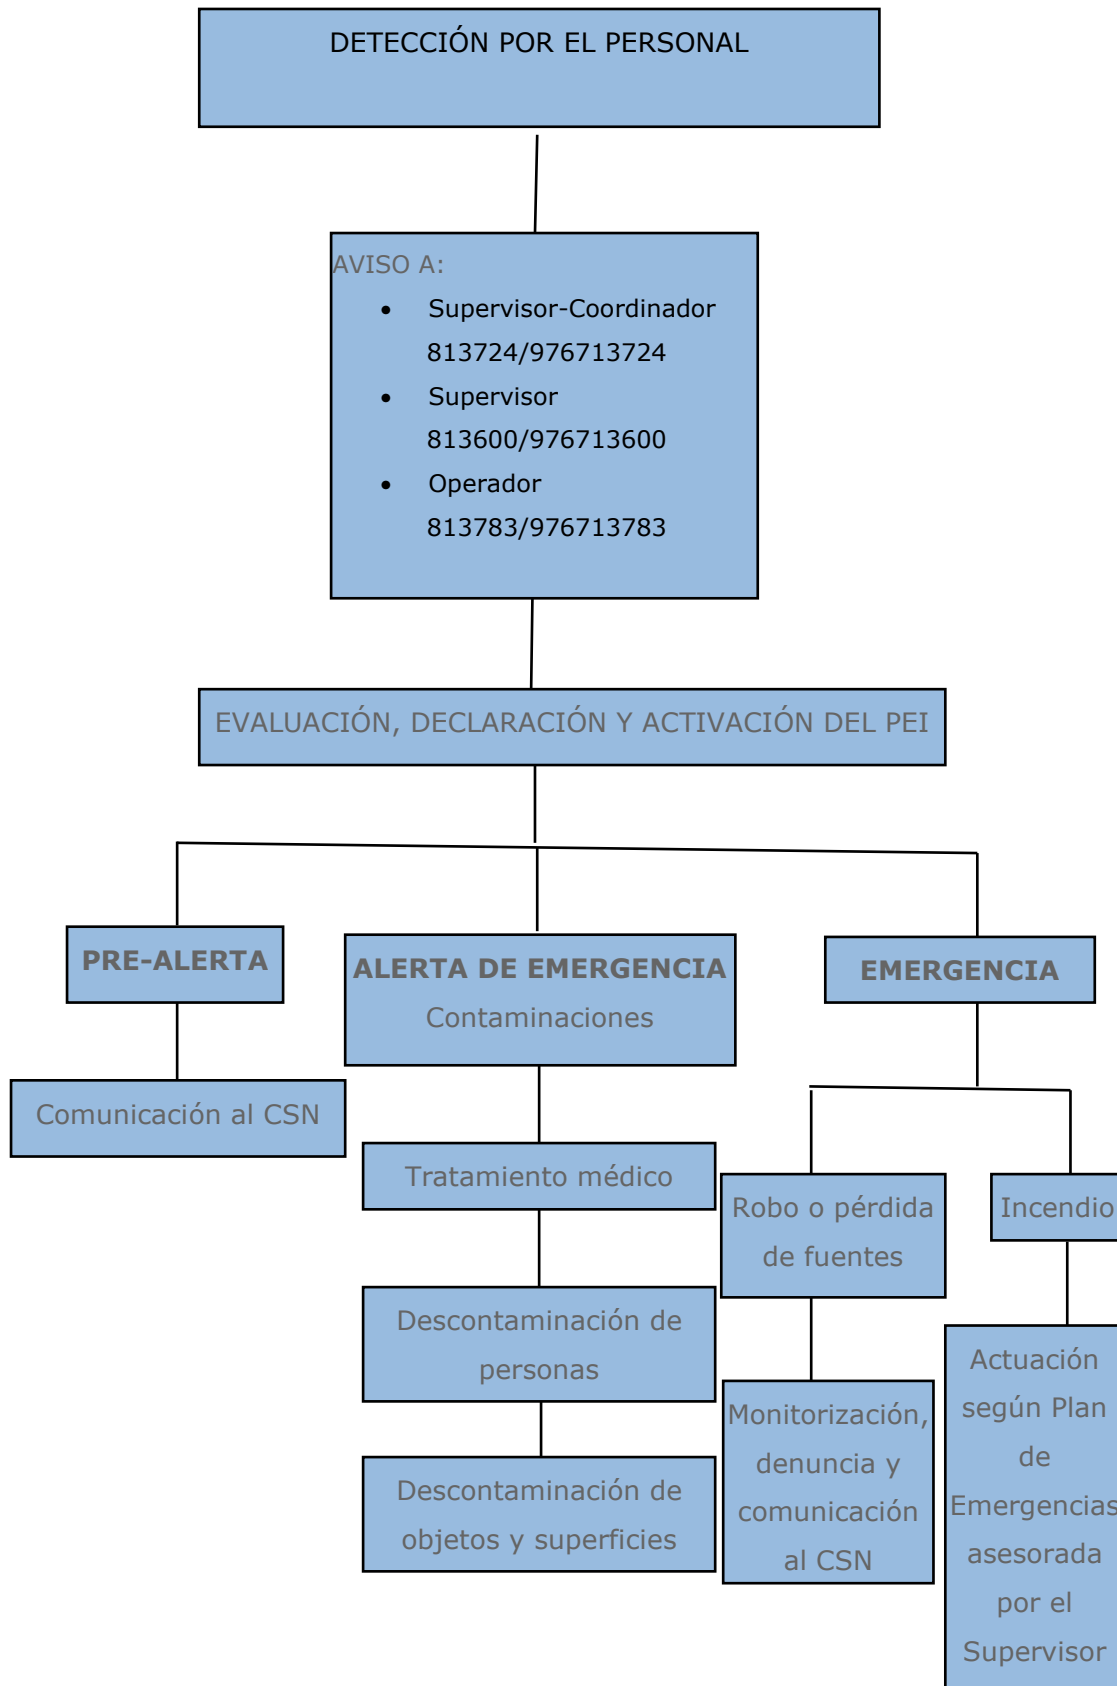 DETECCIÓN POR EL PERSONAL
AVISO A:
• Supervisor-Coordinador
813724/976713724
• Supervisor
813600/976713600
• Operador
813783/976713783
EVALUACIÓN, DECLARACIÓN Y ACTIVACIÓN DEL PEI
PRE-ALERTA
Comunicación al CSN
ALERTA DE EMERGENCIA
Contaminaciones
Tratamiento médico
Descontaminación de
personas
Descontaminación de
objetos y superficies
EMERGENCIA
Robo o pérdida
de fuentes
Monitorización,
denuncia y
comunicación
al CSN
Incendio
Actuación
según Plan
de
Emergencias
asesorada
por el
Supervisor